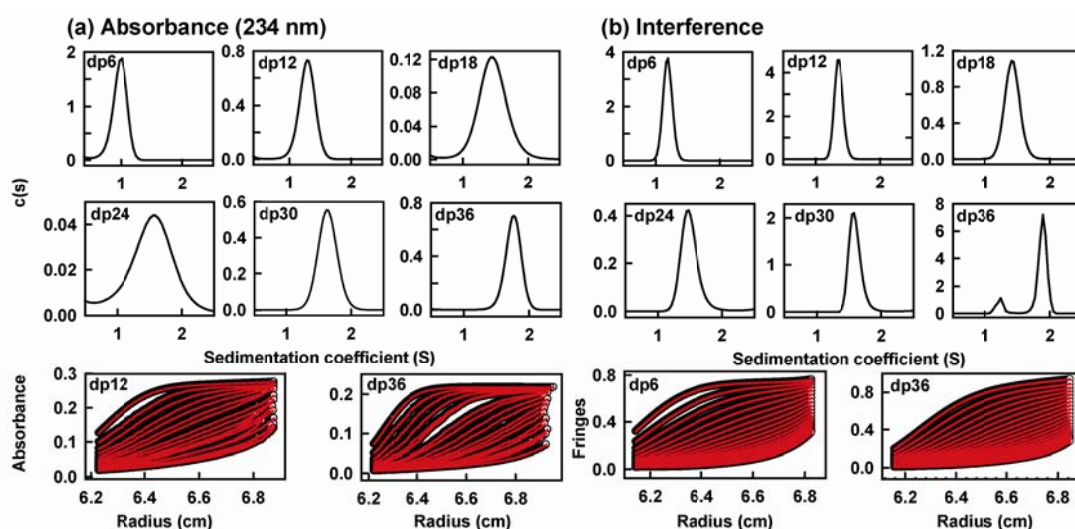 (a) Absorbance (234 nm)
(b) Interference
c(s)
dp6
2
1
0
1 2
dp12
0.8
0.4
0.0
1 2
dp18
0.12
0.08
0.04
0.00
1 2
dp6
4
2
0
1 2
dp12
4
2
0
1 2
dp18
1.2
0.8
0.4
0.0
1 2
dp24
0.04
0.02
0.00
1 2
dp30
0.6
0.4
0.2
0.0
1 2
dp36
0.8
0.4
0.0
1 2
dp24
0.4
0.2
0.0
1 2
dp30
2
1
0
1 2
dp36
8
6
4
2
0
1 2
Sedimentation coefficient (S)
Sedimentation coefficient (S)
Absorbance
dp12
0.3
0.2
0.1
0.0
6.2 6.4 6.6 6.8
Radius (cm)
dp36
0.2
0.1
0.0
6.2 6.4 6.6 6.8
Radius (cm)
Fringes
dp6
0.8
0.4
0.0
6.2 6.4 6.6 6.8
Radius (cm)
dp36
0.8
0.4
0.0
6.2 6.4 6.6 6.8
Radius (cm)